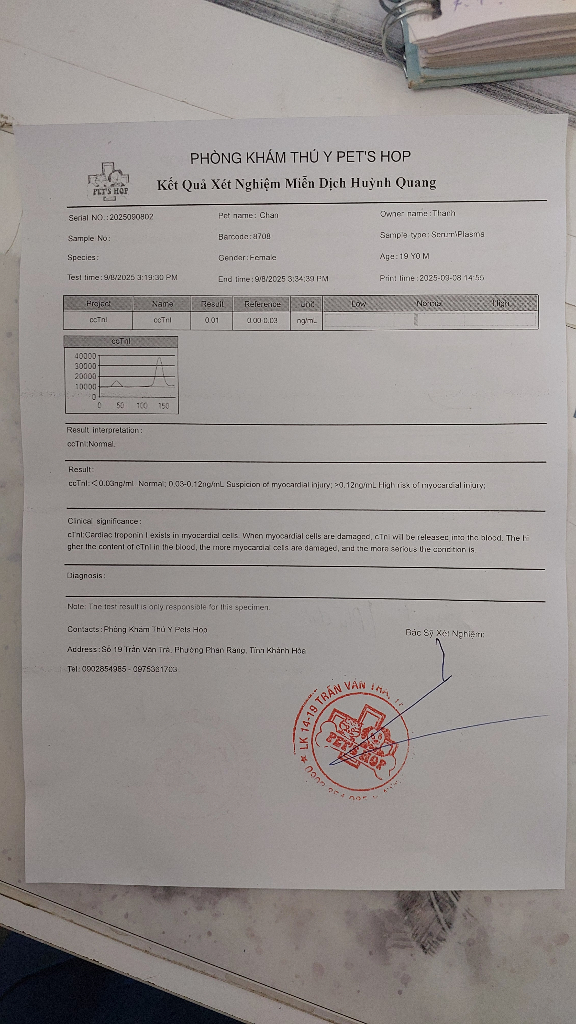 PHÒNG KHÁM THÚ Y PET'S HOP
PET'S HOP
Kết Quả Xét Nghiệm Miễn Dịch Huỳnh Quang
Serial NO.: 2025090802 Pet name: Chan Owner name: Thanh
Sample No: Barcode: 8708 Sample type: Serum\Plasma
Species: Gender: Female Age: 19 Y0 M
Test time: 9/8/2025 3:19:30 PM End time: 9/8/2025 3:34:39 PM Print time: 2025-09-08 14:55
Project Name Result Reference Unit Low Normal High
ccTnI ccTnI 0.01 0.00-0.03 ng/mL
ccTnI
40000
30000
20000
10000
0
0 50 100 150
Result interpretation:
ccTnI:Normal.
Result:
ccTnI: <0.03ng/mL Normal; 0.03-0.12ng/mL Suspicion of myocardial injury; >0.12ng/mL High risk of myocardial injury;
Clinical significance:
cTnI:Cardiac troponin I exists in myocardial cells. When myocardial cells are damaged, cTnI will be released into the blood. The hi
gher the content of cTnI in the blood, the more myocardial cells are damaged, and the more serious the condition is.
Diagnosis:
Note: The test result is only responsible for this specimen.
Contacts: Phòng Khám Thú Y Pets Hop Bác Sỹ Xét Nghiệm:
Address: Số 19 Trần Văn Trà, Phường Phan Rang, Tỉnh Khánh Hòa
Tel: 0902854985 - 0975361703
LK 14-19 TRẦN VĂN TRÀ
PET'S HOP